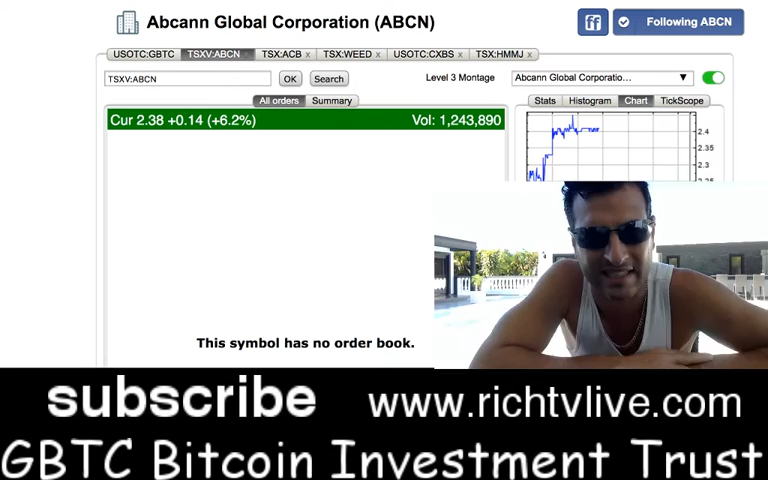 Abcann Global Corporation (ABCN)
ff
Following ABCN
USOTC:GBTC TSXV:ABCN x TSX:ACB x TSX:WEED x USOTC:CXBS x TSX:HMMJ x
TSXV:ABCN OK Search Level 3 Montage Abcann Global Corporatio...
All orders Summary Stats Histogram Chart TickScope
Cur 2.38 +0.14 (+6.2%) Vol: 1,243,890
2.4
2.35
2.3
This symbol has no order book.
subscribe www.richtvlive.com
GBTC Bitcoin Investment Trust